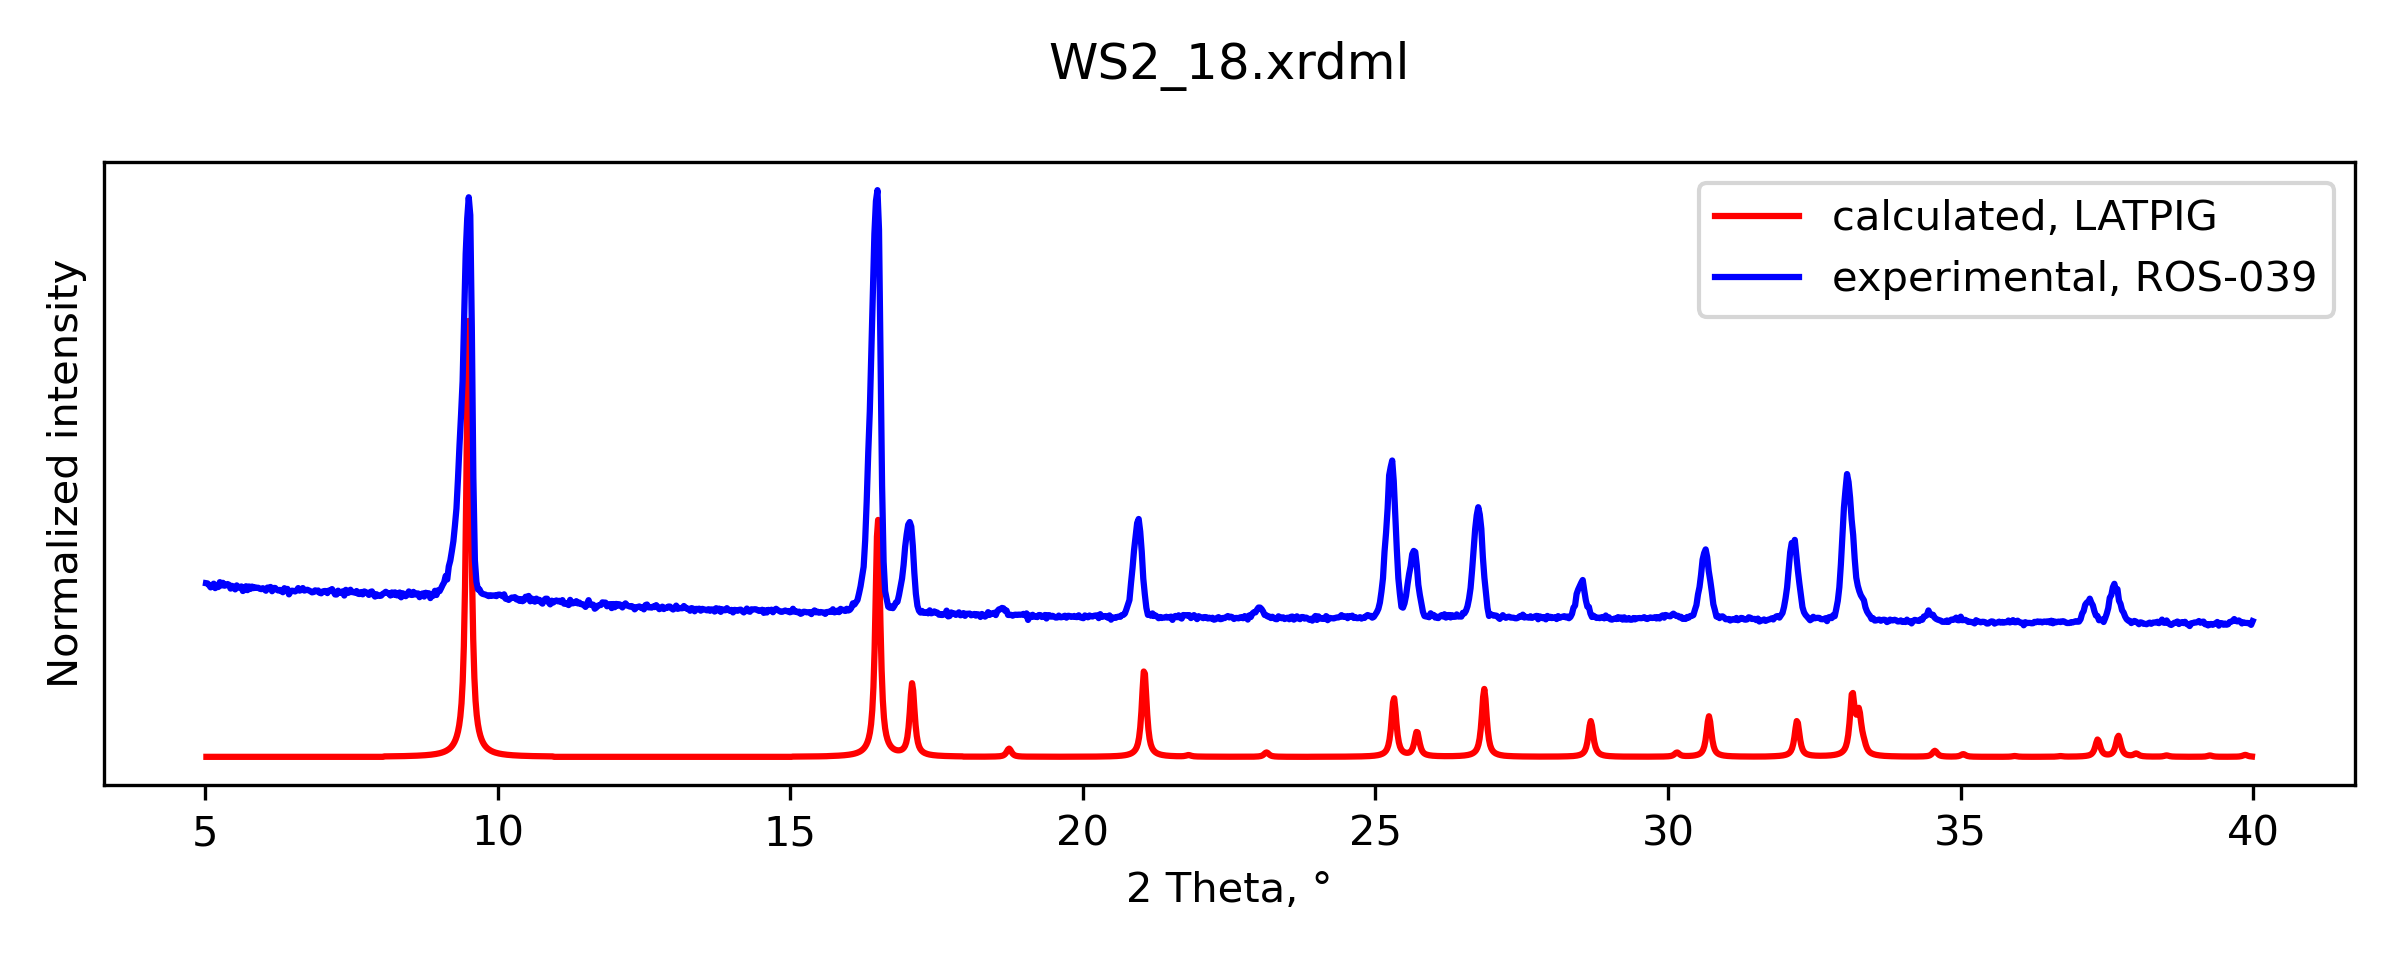 WS2_18.xrdml
Normalized intensity
calculated, LATPIG
experimental, ROS-039
5 10 15 20 25 30 35 40
2 Theta, °